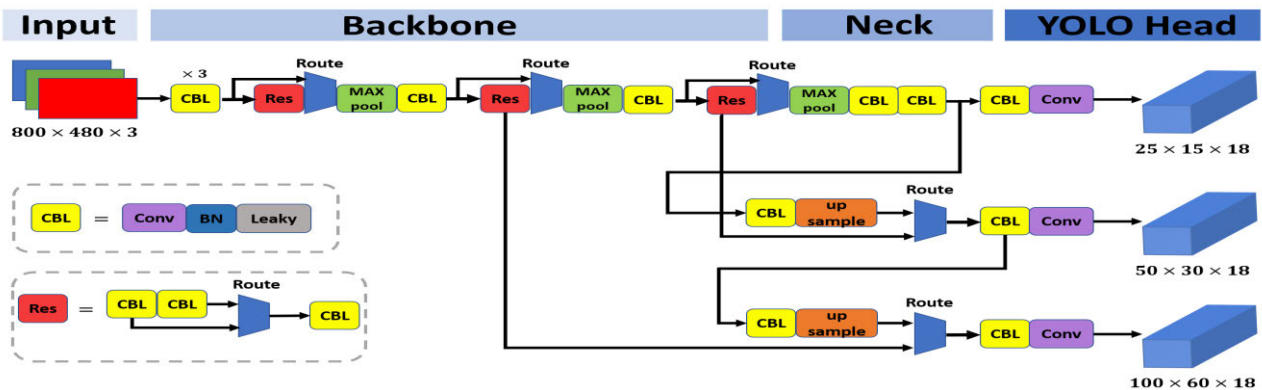 Input
Backbone
Neck
YOLO Head
× 3
Route
Route
Route
CBL
Res
MAX pool
CBL
Res
MAX pool
CBL
Res
MAX pool
CBL
CBL
CBL
Conv
800 × 480 × 3
25 × 15 × 18
Route
CBL
up sample
CBL
Conv
50 × 30 × 18
CBL = Conv BN Leaky
Route
Res = CBL CBL
CBL
Route
CBL
up sample
CBL
Conv
100 × 60 × 18